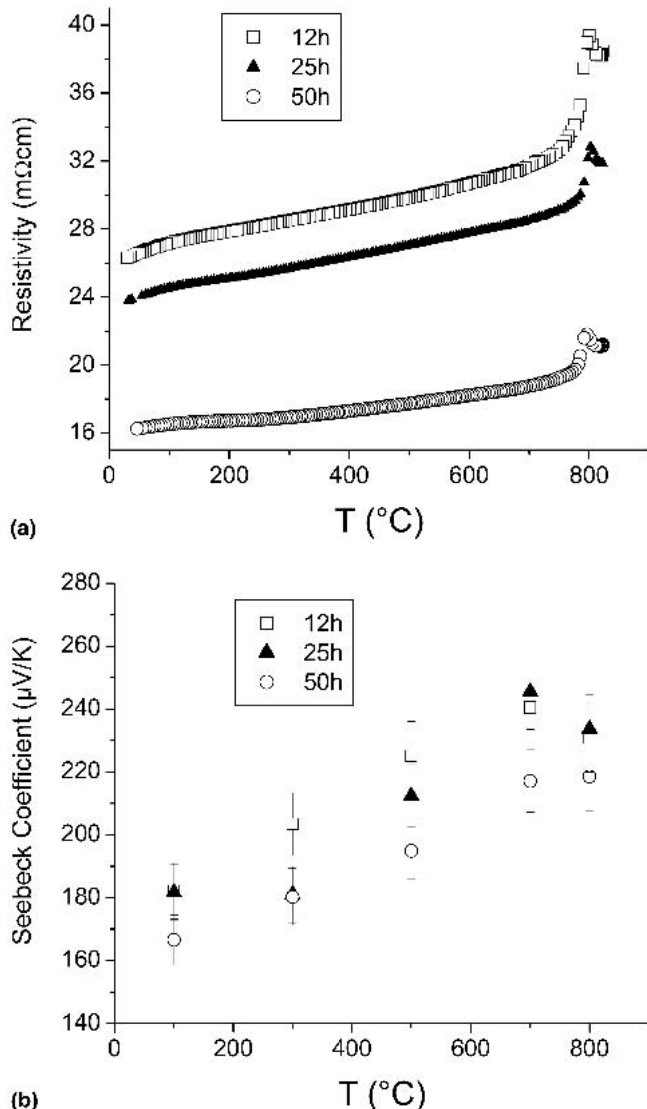 40
36
32
28
24
20
16
Resistivity (mΩcm)
12h
25h
50h
0 200 400 600 800
T (°C)
(a)
280
260
240
220
200
180
160
140
Seebeck Coefficient (µV/K)
12h
25h
50h
0 200 400 600 800
T (°C)
(b)